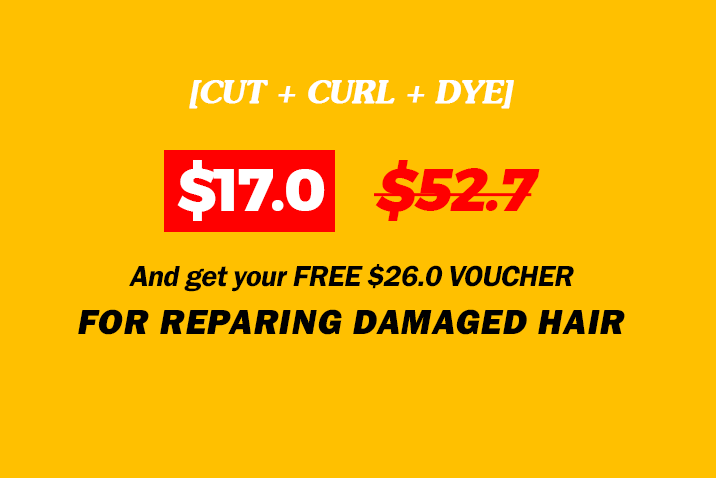 [CUT + CURL + DYE]
$17.0 $52.7
And get your FREE $26.0 VOUCHER
FOR REPARING DAMAGED HAIR